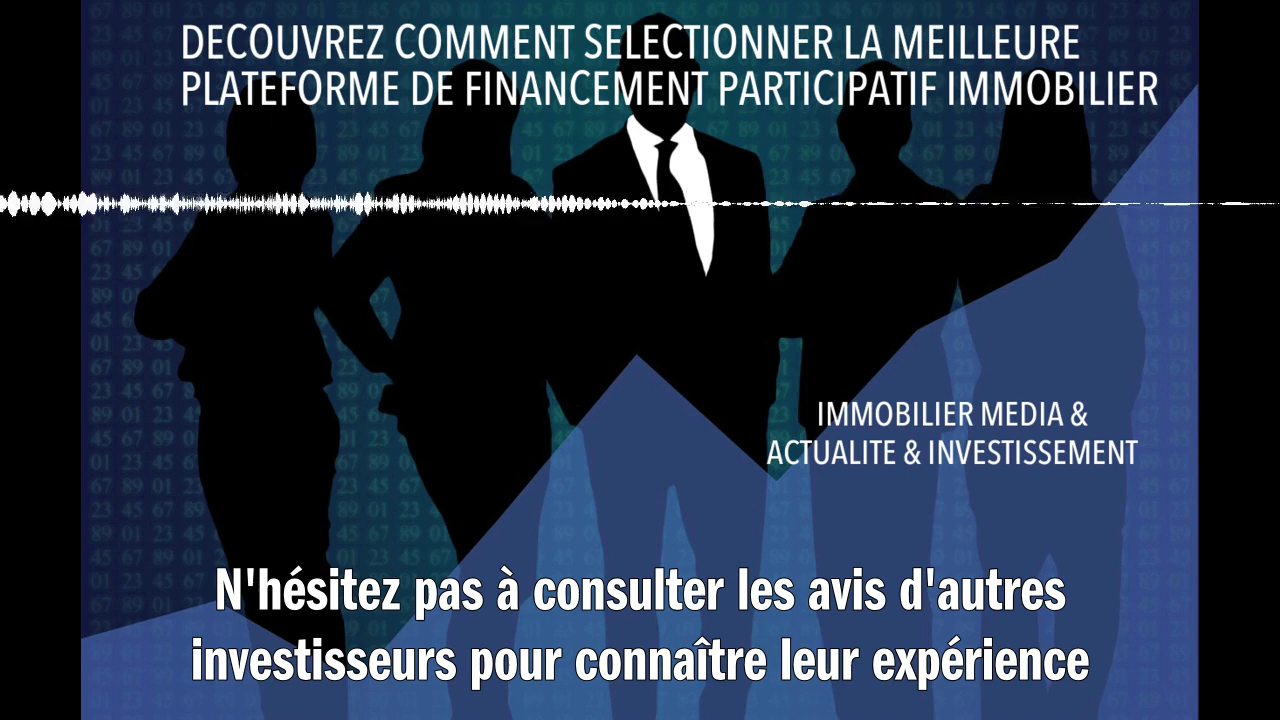 DECOUVREZ COMMENT SELECTIONNER LA MEILLEURE
PLATEFORME DE FINANCEMENT PARTICIPATIF IMMOBILIER
IMMOBILIER MEDIA &
ACTUALITE & INVESTISSEMENT
N'hésitez pas à consulter les avis d'autres
investisseurs pour connaître leur expérience